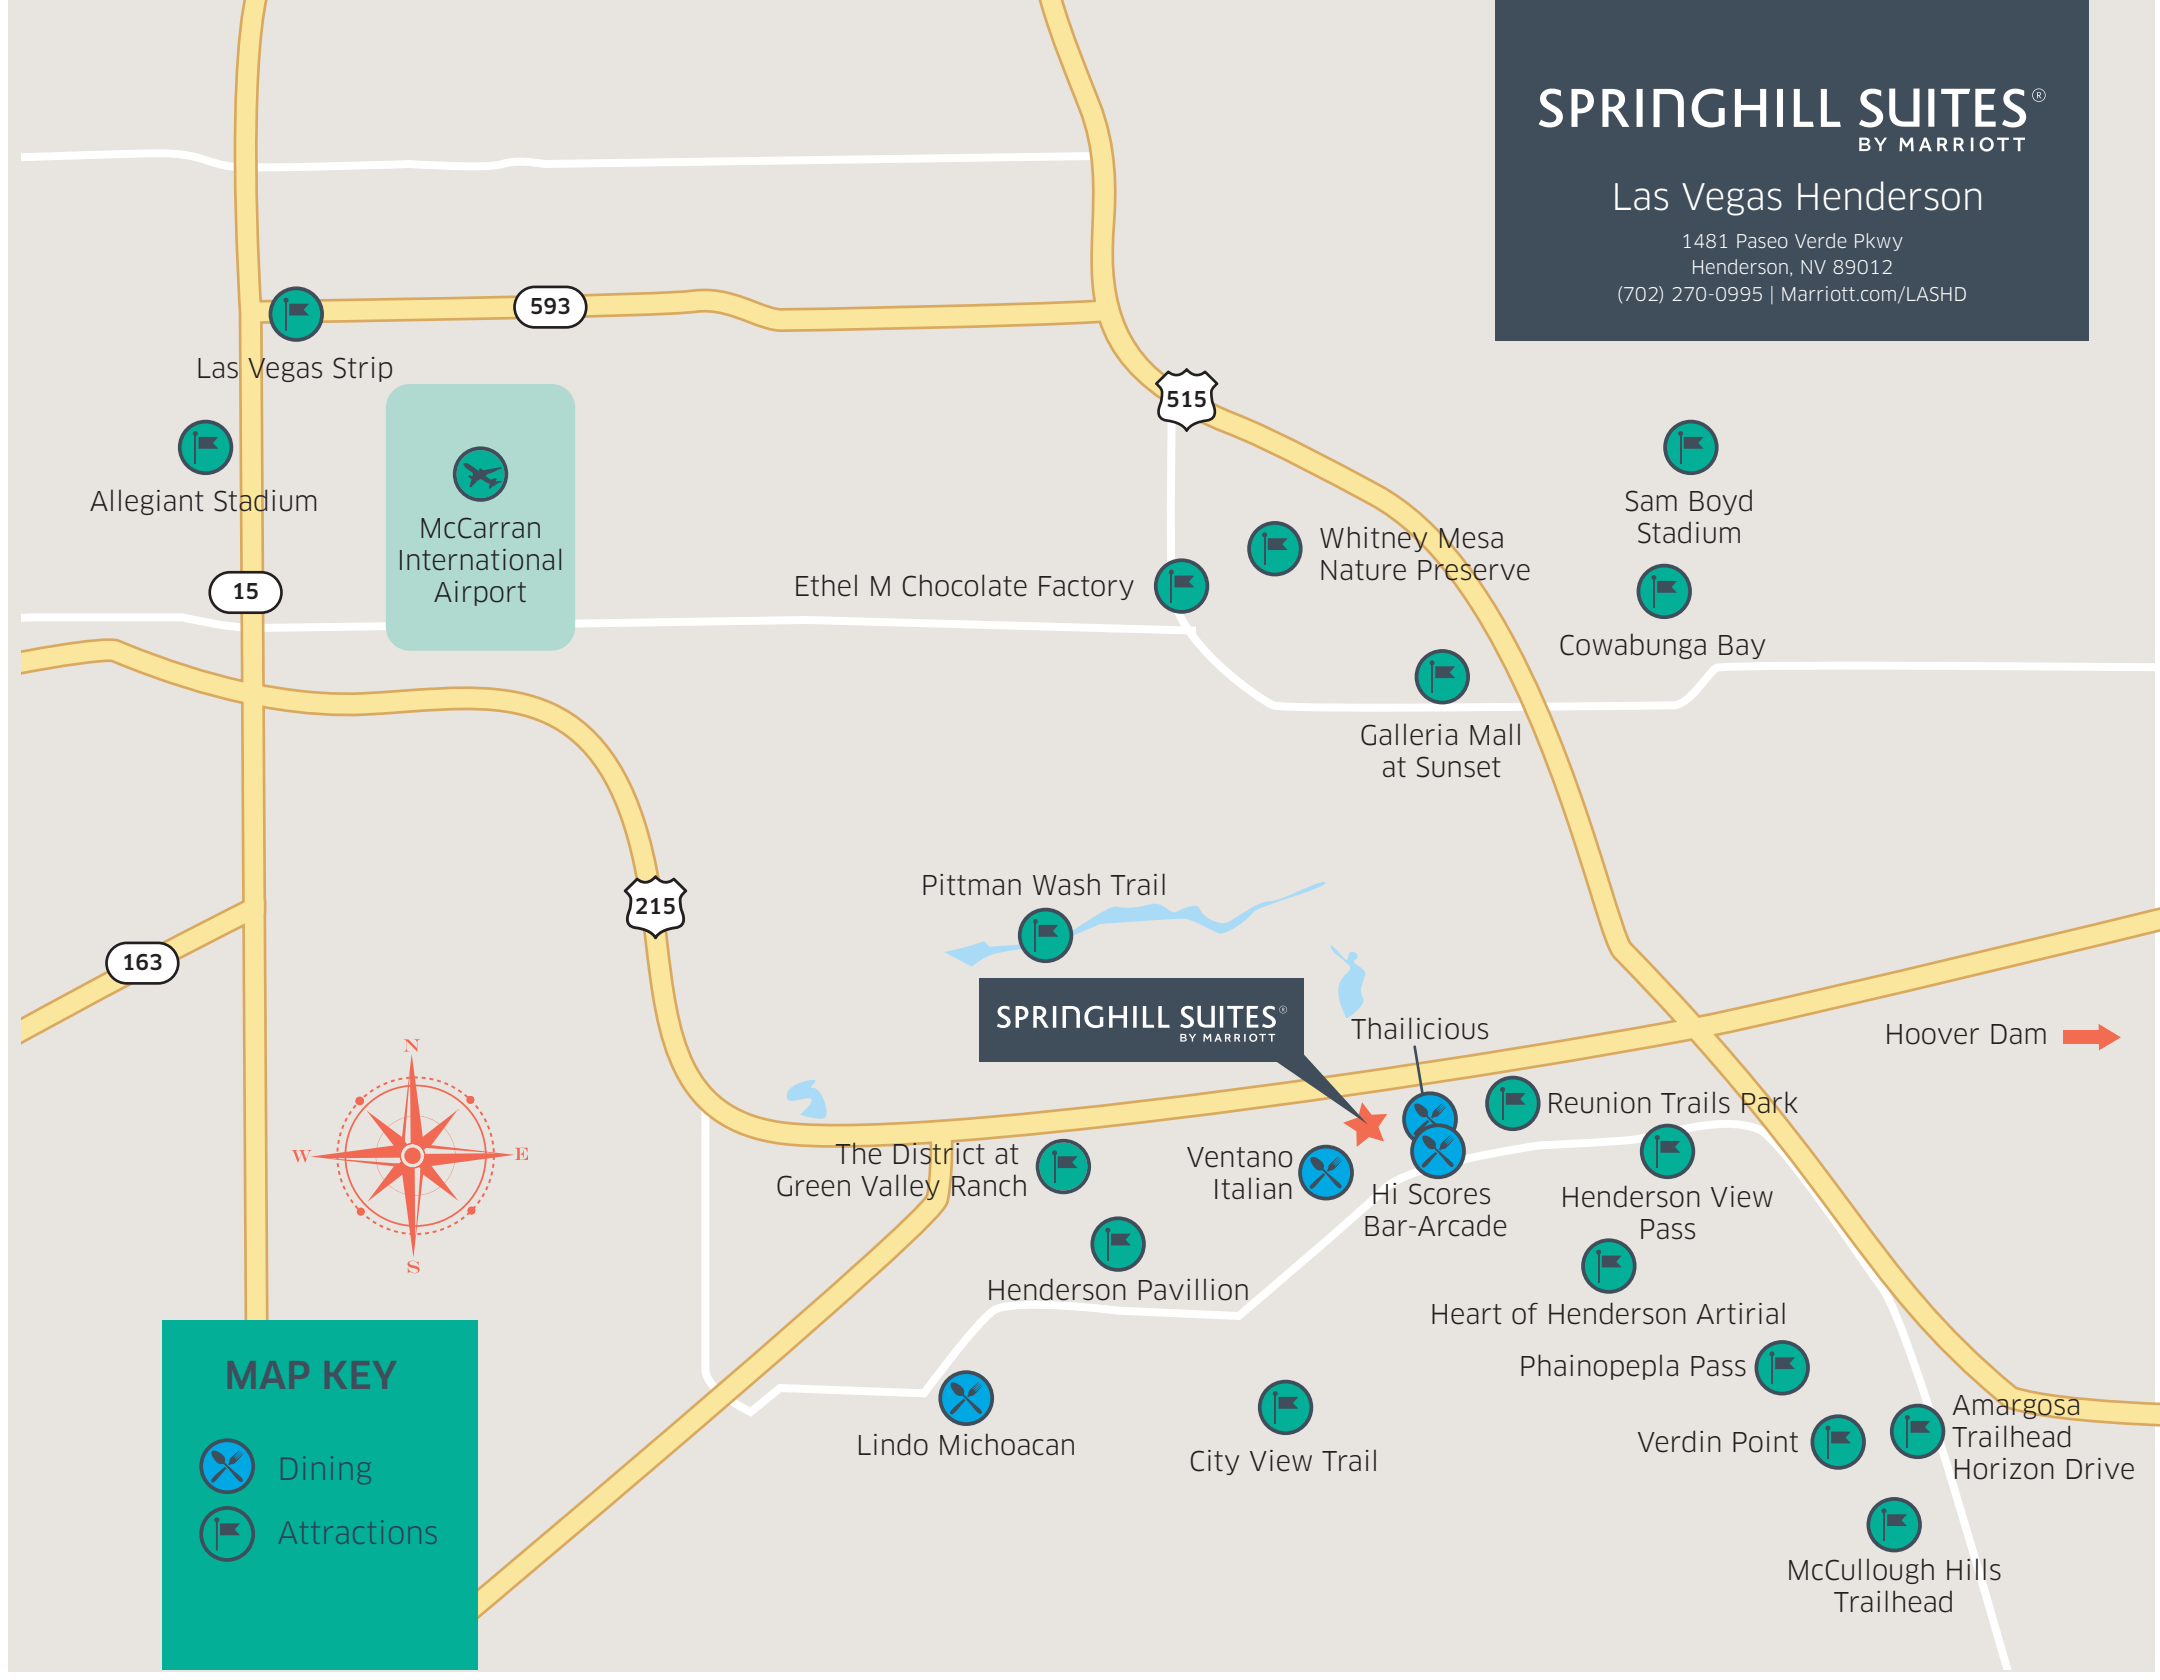 SPRINGHILL SUITES®
BY MARRIOTT
Las Vegas Henderson
1481 Paseo Verde Pkwy
Henderson, NV 89012
(702) 270-0995 | Marriott.com/LASHD
593
Las Vegas Strip
515
Allegiant Stadium
McCarran
International
Airport
Sam Boyd
Stadium
Whitney Mesa
Nature Preserve
Ethel M Chocolate Factory
15
Cowabunga Bay
Galleria Mall
at Sunset
Pittman Wash Trail
215
163
SPRINGHILL SUITES®
BY MARRIOTT
Thailicious
Hoover Dam
N
W
E
S
Reunion Trails Park
The District at
Green Valley Ranch
Ventano
Italian
Hi Scores
Bar-Arcade
Henderson View
Pass
Henderson Pavillion
Heart of Henderson Artirial
Phainopepla Pass
Amargosa
Trailhead
Horizon Drive
Verdin Point
Lindo Michoacan
City View Trail
McCullough Hills
Trailhead
MAP KEY
Dining
Attractions